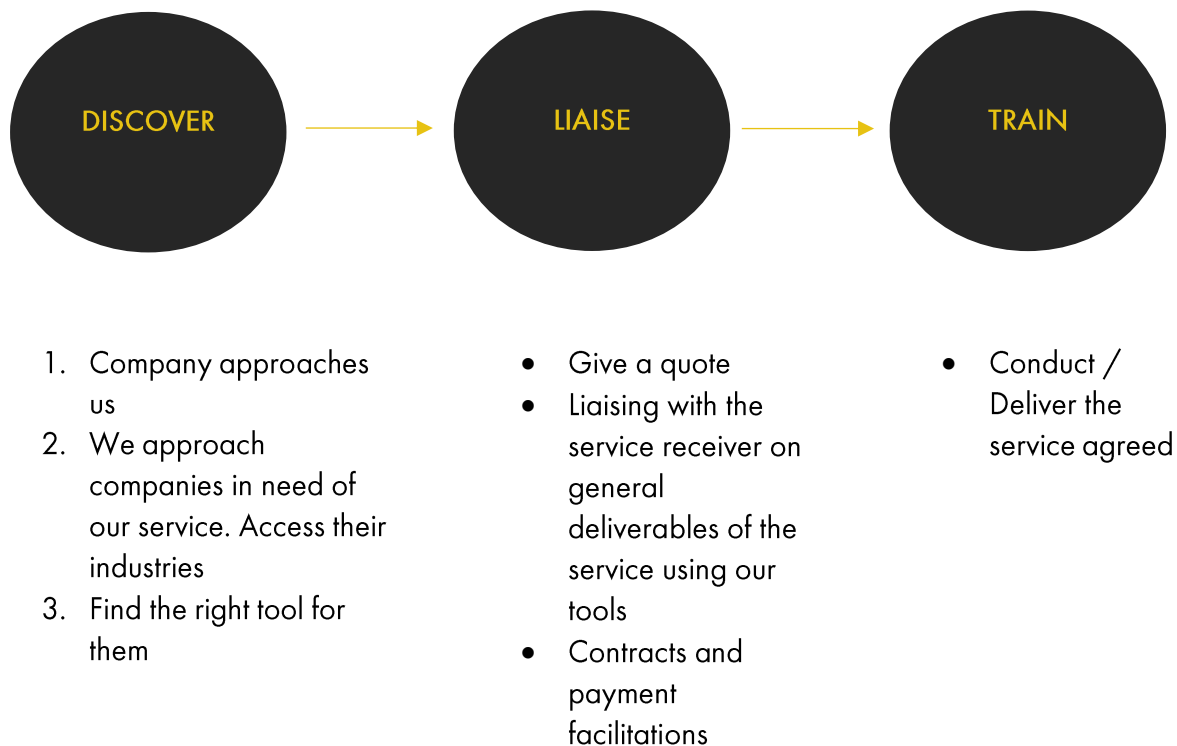 DISCOVER
LIAISE
TRAIN
1. Company approaches
us
2. We approach
companies in need of
our service. Access their
industries
3. Find the right tool for
them
● Give a quote
● Liaising with the
service receiver on
general
deliverables of the
service using our
tools
● Contracts and
payment
facilitations
● Conduct /
Deliver the
service agreed